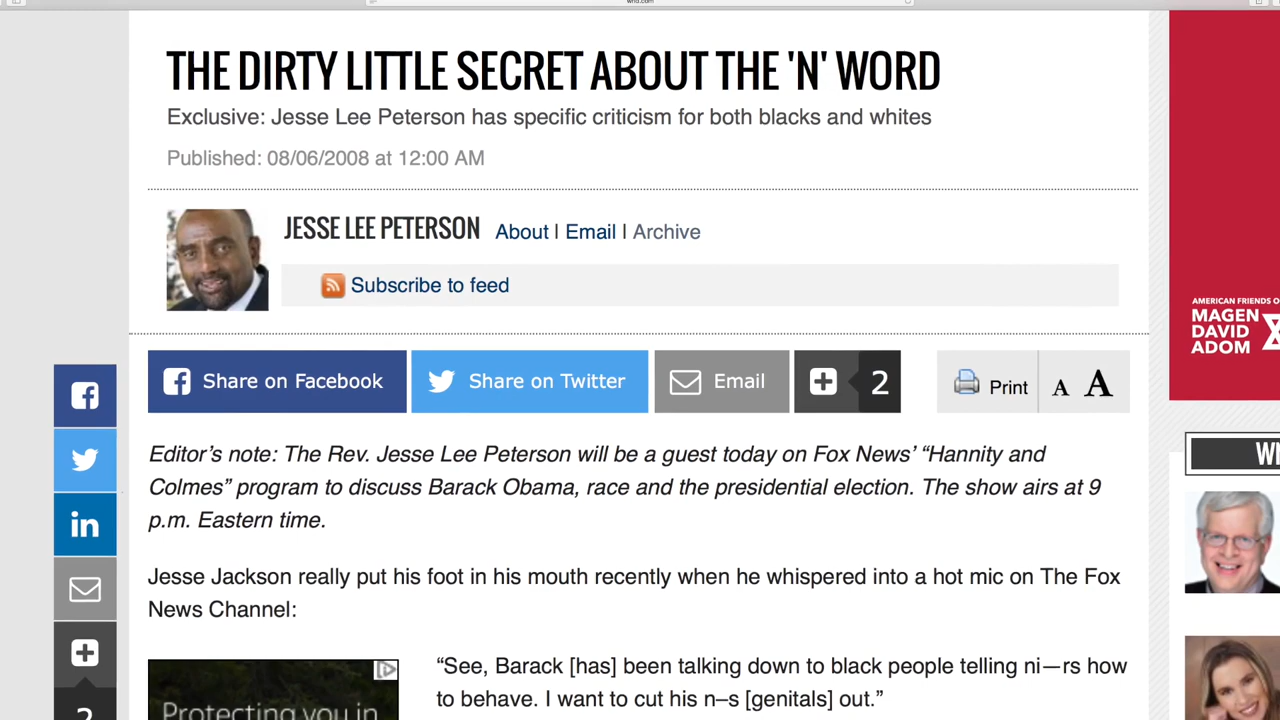 wnd.com
THE DIRTY LITTLE SECRET ABOUT THE 'N' WORD
Exclusive: Jesse Lee Peterson has specific criticism for both blacks and whites
Published: 08/06/2008 at 12:00 AM
JESSE LEE PETERSON About | Email | Archive
Subscribe to feed
AMERICAN FRIENDS O
MAGEN
DAVID
ADOM
Share on Facebook
Share on Twitter
Email
2
Print A A
Editor’s note: The Rev. Jesse Lee Peterson will be a guest today on Fox News’ “Hannity and
Colmes” program to discuss Barack Obama, race and the presidential election. The show airs at 9
p.m. Eastern time.
Jesse Jackson really put his foot in his mouth recently when he whispered into a hot mic on The Fox
News Channel:
“See, Barack [has] been talking down to black people telling ni—rs how
to behave. I want to cut his n–s [genitals] out.”
Protecting you in
2